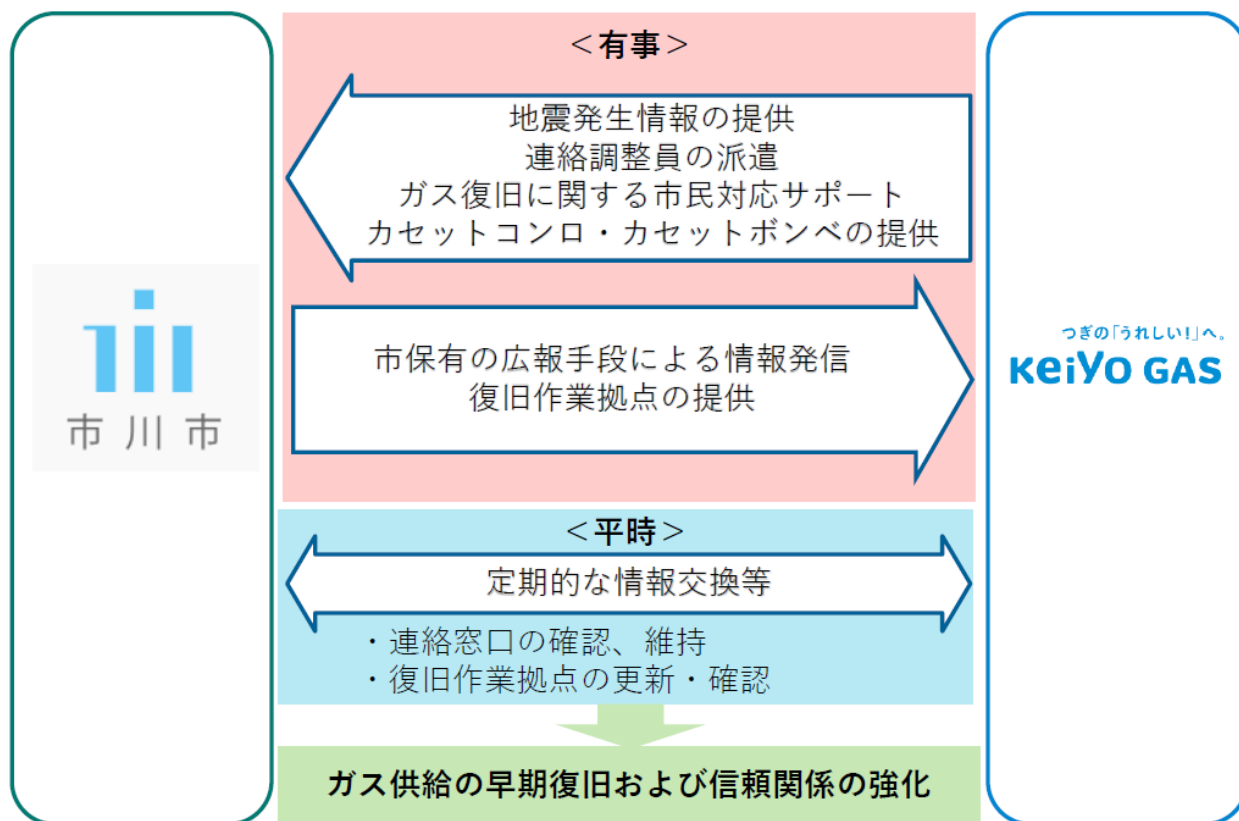 ＜有事＞
地震発生情報の提供
連絡調整員の派遣
ガス復旧に関する市民対応サポート
カセットコンロ・カセットボンベの提供
市川市
市保有の広報手段による情報発信
復旧作業拠点の提供
つぎの「うれしい！」へ。
KeiYO GAS
＜平時＞
定期的な情報交換等
・連絡窓口の確認、維持
・復旧作業拠点の更新・確認
ガス供給の早期復旧および信頼関係の強化